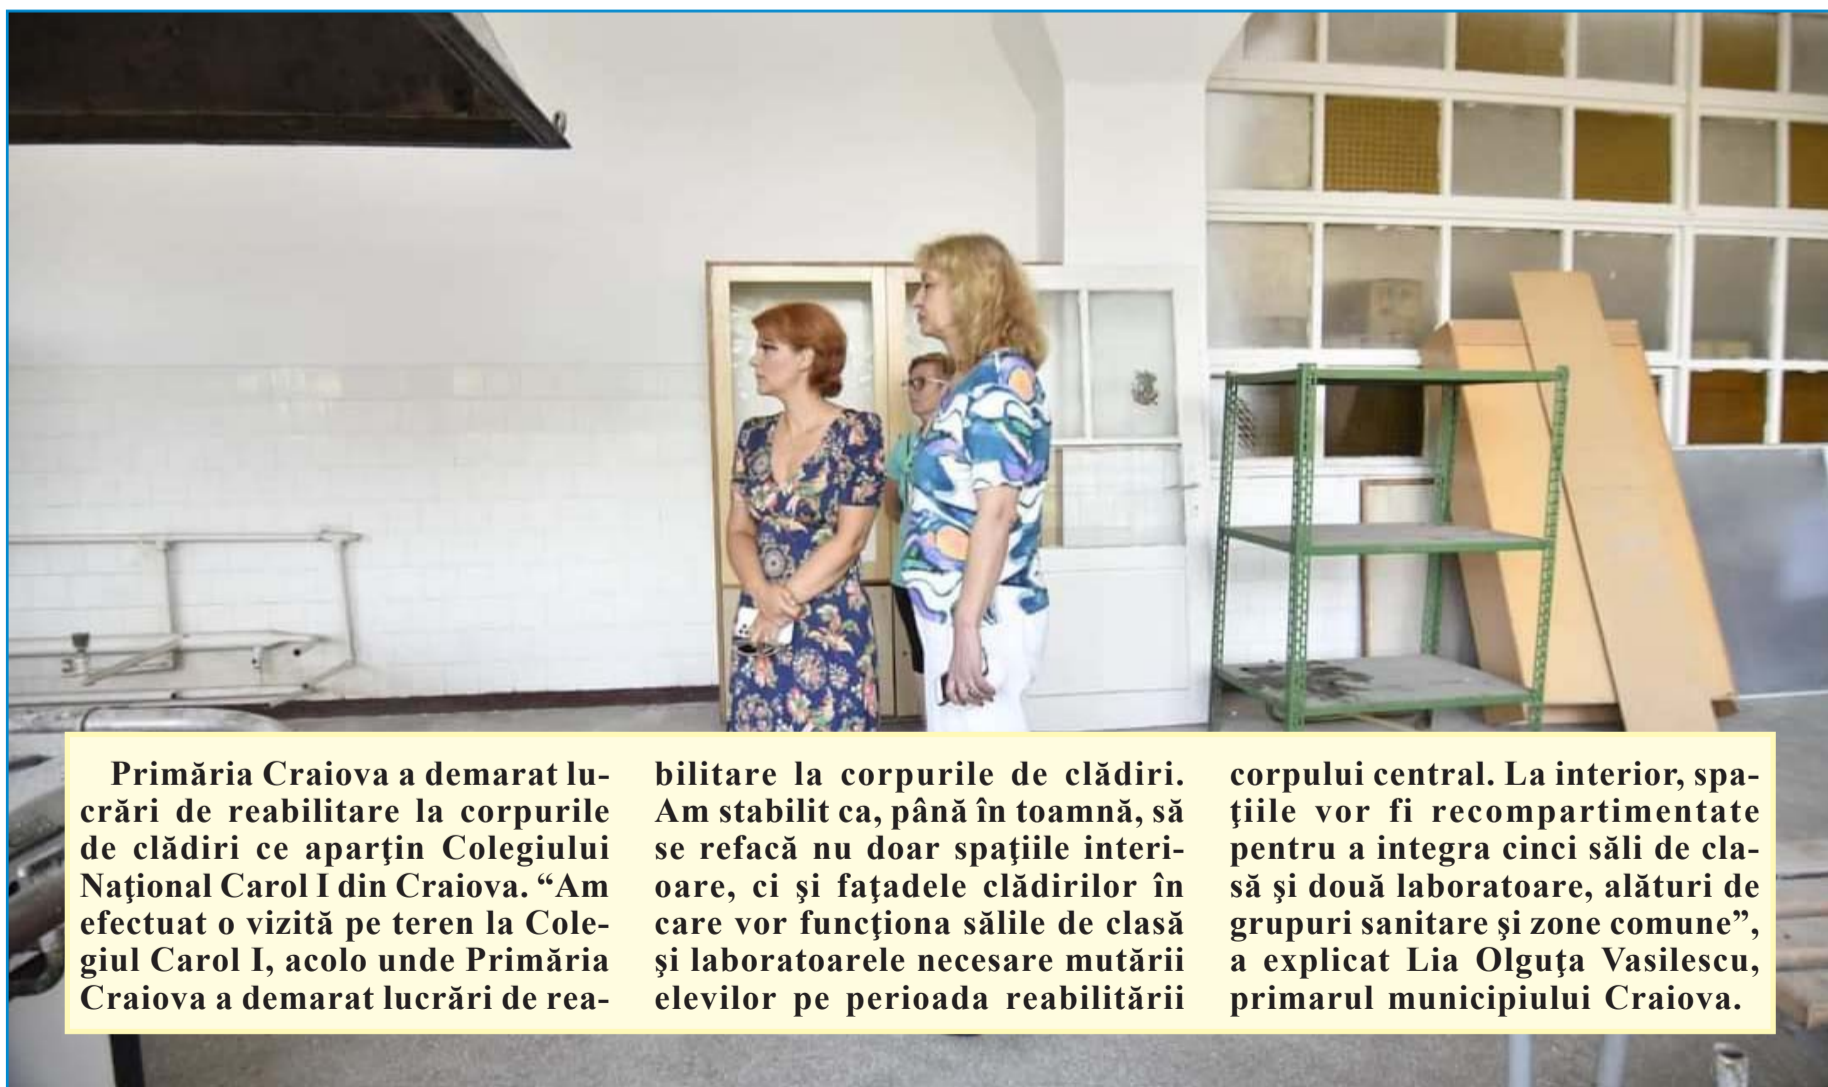 Primăria Craiova a demarat lu-
crări de reabilitare la corpurile
de clădiri ce aparţin Colegiului
Naţional Carol I din Craiova. “Am
efectuat o vizită pe teren la Cole-
giul Carol I, acolo unde Primăria
Craiova a demarat lucrări de rea-
bilitare la corpurile de clădiri.
Am stabilit ca, până în toamnă, să
se refacă nu doar spaţiile interi-
oare, ci şi faţadele clădirilor în
care vor funcţiona sălile de clasă
şi laboratoarele necesare mutării
elevilor pe perioada reabilitării
corpului central. La interior, spa-
ţiile vor fi recompartimentate
pentru a integra cinci săli de cla-
să şi două laboratoare, alături de
grupuri sanitare şi zone comune”,
a explicat Lia Olguţa Vasilescu,
primarul municipiului Craiova.